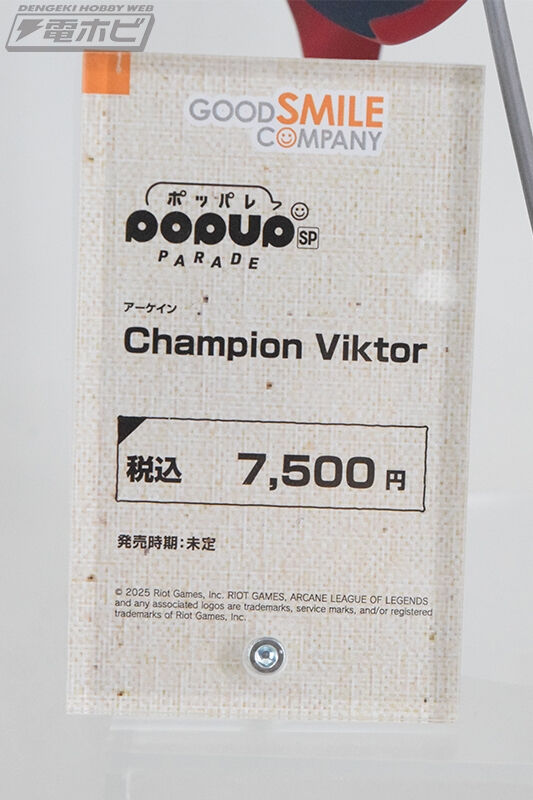 DENGEKI HOBBY WEB
電ホビ
GOODSMILE
COMPANY
ポッパレ
POPUP SP
PARADE
アーケイン
Champion Viktor
税込 7,500 円
発売時期:未定
© 2025 Riot Games, Inc. RIOT GAMES, ARCANE LEAGUE OF LEGENDS
and any associated logos are trademarks, service marks, and/or registered
trademarks of Riot Games, Inc.